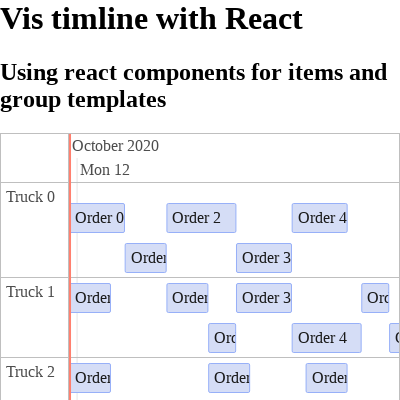 Vis timline with React
Using react components for items and
group templates
October 2020
Mon 12
Truck 0
Order 0
Order 2
Order 4
Order
Order 3
Truck 1
Order
Order
Order 3
Ord
Ord
Order 4
Truck 2
Order
Order
Order